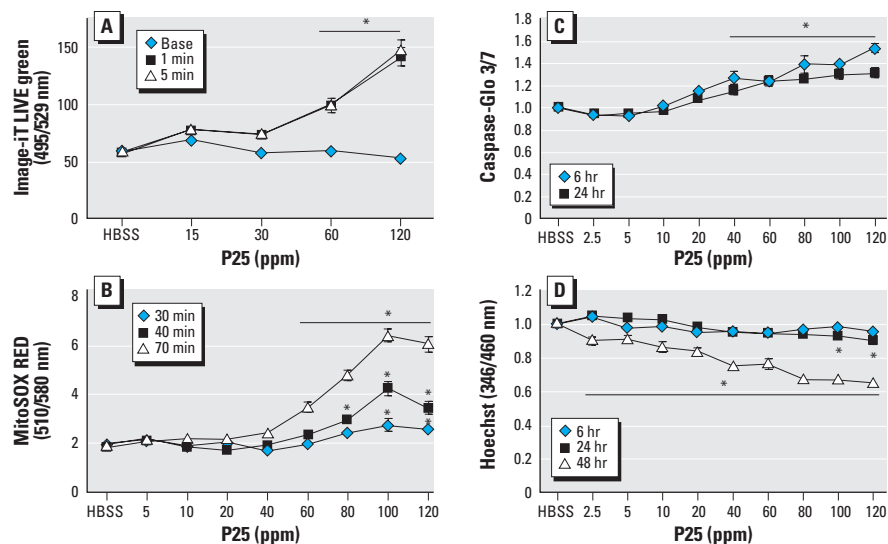 A
Base
1 min
5 min
*
Image-iT LIVE green
(495/529 nm)
150
100
50
0
HBSS 15 30 60 120
P25 (ppm)
B
30 min
40 min
70 min
*
*
*
*
*
*
MitoSOX RED
(510/580 nm)
8
6
4
2
0
HBSS 5 10 20 40 60 80 100 120
P25 (ppm)
C
*
Caspase-Glo 3/7
1.8
1.6
1.4
1.2
1.0
0.8
0.6
0.4
0.2
0
6 hr
24 hr
HBSS 2.5 5 10 20 40 60 80 100 120
P25 (ppm)
D
*
*
*
Hoechst (346/460 nm)
1.2
1.0
0.8
0.6
0.4
0.2
0
6 hr
24 hr
48 hr
HBSS 2.5 5 10 20 40 60 80 100 120
P25 (ppm)